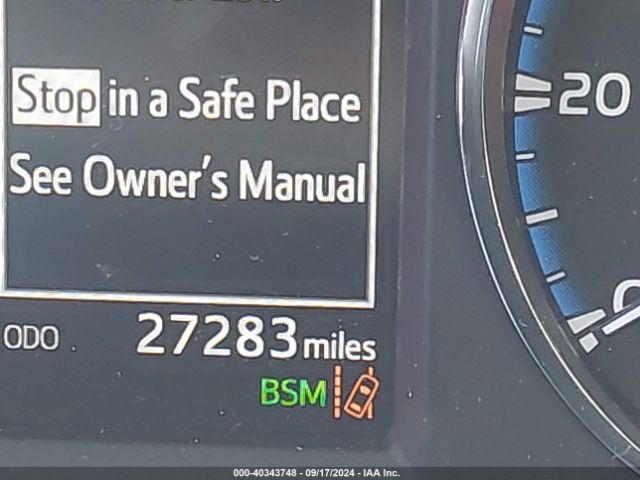 Stop in a Safe Place
See Owner's Manual
ODO 27283 miles
BSM
20
0
000-40343748 - 09/17/2024 - IAA Inc.